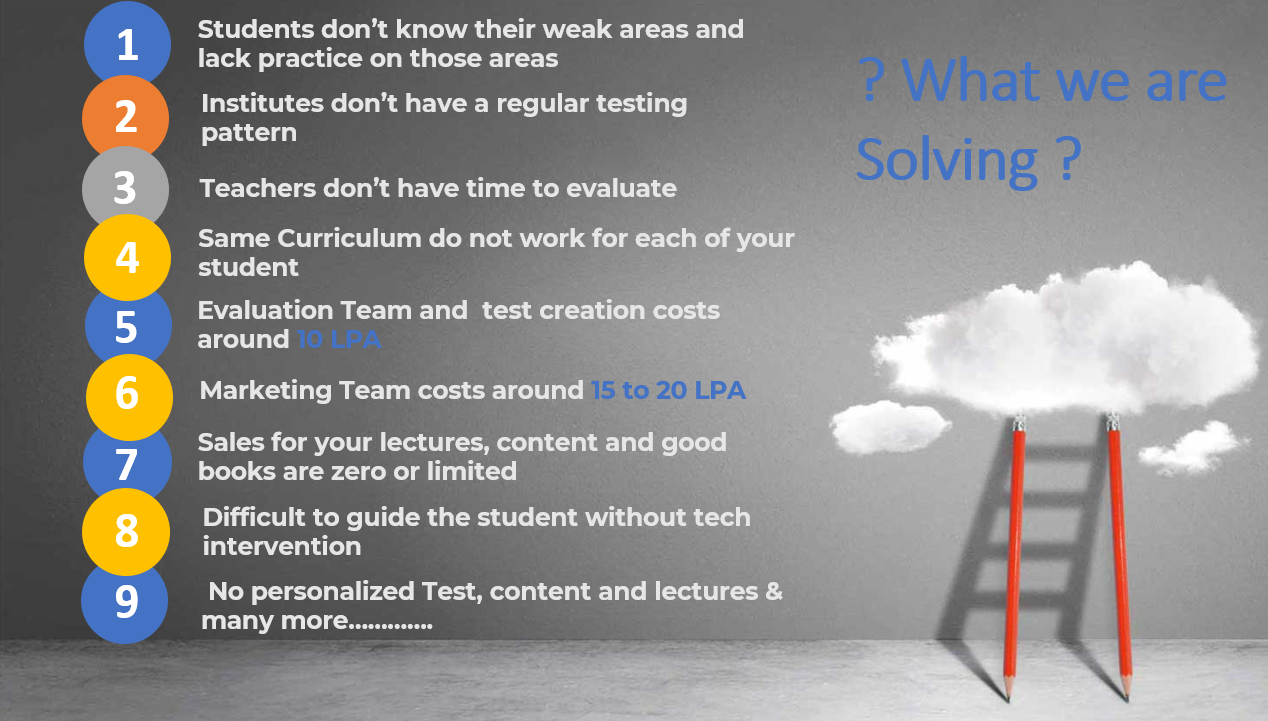 ? What we are
Solving ?
1
Students don’t know their weak areas and
lack practice on those areas
2
Institutes don’t have a regular testing
pattern
3
Teachers don’t have time to evaluate
4
Same Curriculum do not work for each of your
student
5
Evaluation Team and  test creation costs
around 10 LPA
6
Marketing Team costs around 15 to 20 LPA
7
Sales for your lectures, content and good
books are zero or limited
8
Difficult to guide the student without tech
intervention
9
No personalized Test, content and lectures &
many more.............